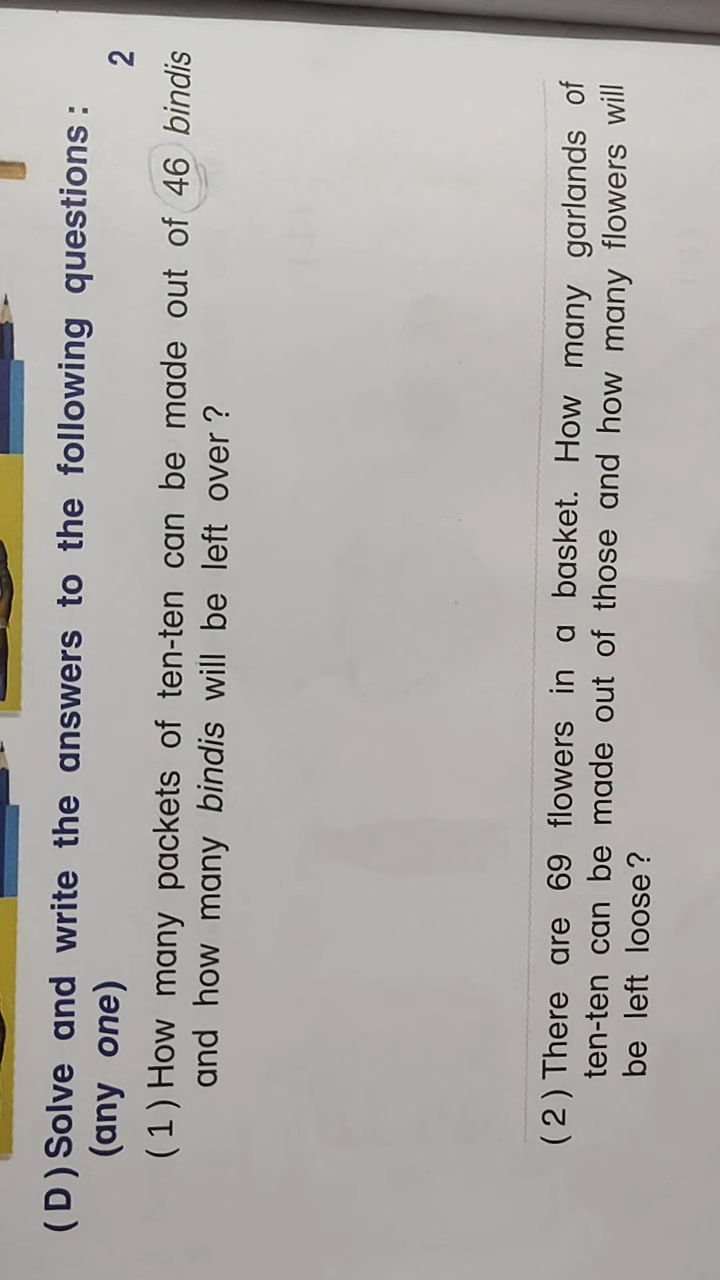 (D) Solve and write the answers to the following questions :
(any one) 2
(1) How many packets of ten-ten can be made out of 46 bindis
and how many bindis will be left over?
(2) There are 69 flowers in a basket. How many garlands of
ten-ten can be made out of those and how many flowers will
be left loose?